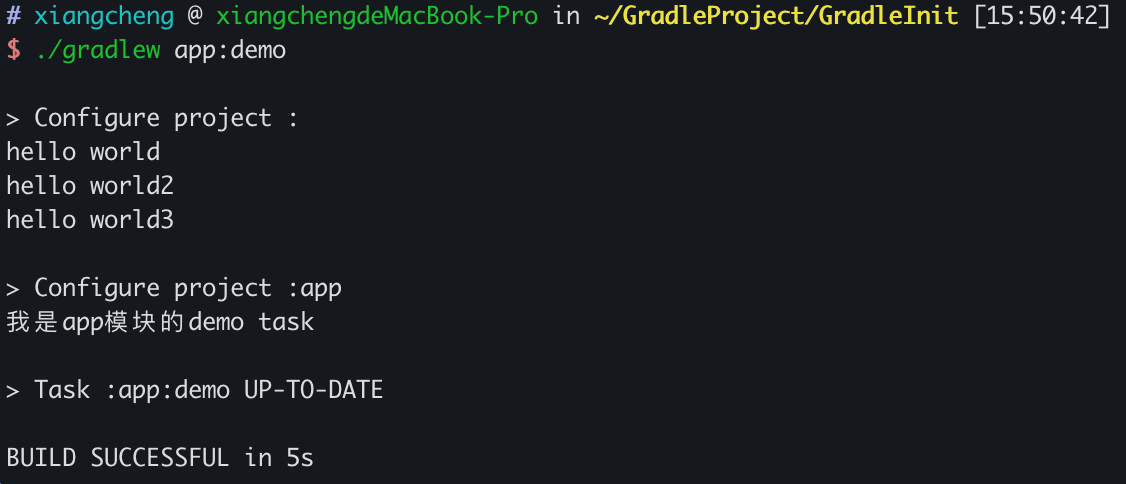 # xiangcheng @ xiangchengdeMacBook-Pro in ~/GradleProject/GradleInit [15:50:42]
$ ./gradlew app:demo
> Configure project :
hello world
hello world2
hello world3
> Configure project :app
我是app模块的demo task
> Task :app:demo UP-TO-DATE
BUILD SUCCESSFUL in 5s